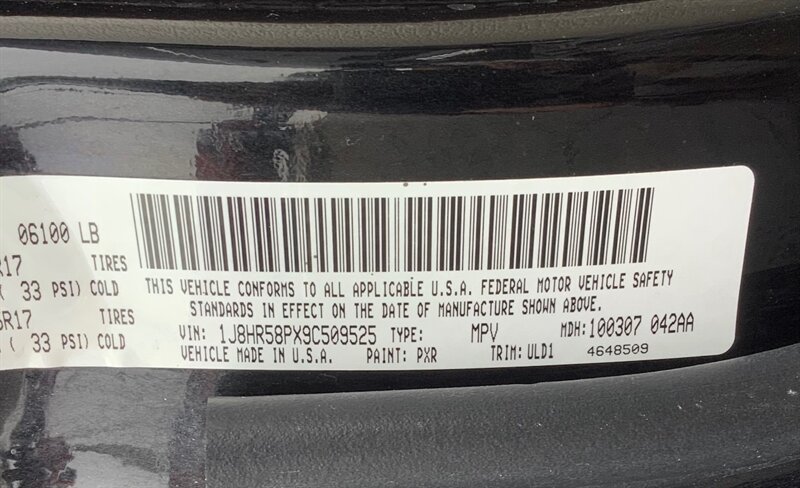 06100 LB
R17 TIRES
( 33 PSI) COLD
R17 TIRES
( 33 PSI) COLD
THIS VEHICLE CONFORMS TO ALL APPLICABLE U.S.A. FEDERAL MOTOR VEHICLE SAFETY
STANDARDS IN EFFECT ON THE DATE OF MANUFACTURE SHOWN ABOVE.
VIN: 1J8HR58PX9C509525 TYPE: MPV MDH: 100307 042AA
VEHICLE MADE IN U.S.A. PAINT: PXR TRIM: ULD1 4648509